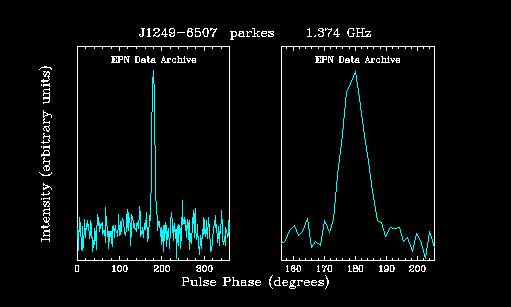 J1249-6507 parkes 1.374 GHz
EPN Data Archive EPN Data Archive
Intensity (arbitrary units)
0 100 200 300 160 170 180 190 200
Pulse Phase (degrees)